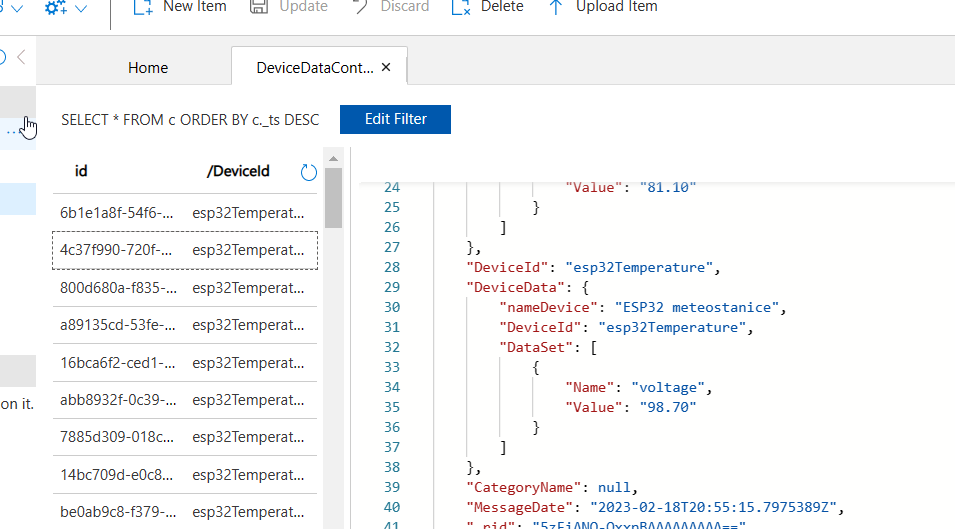 New Item Update Discard Delete Upload Item
Home DeviceDataCont...
SELECT * FROM c ORDER BY c._ts DESC Edit Filter
id /DeviceId
6b1e1a8f-54f6-... esp32Temperat...
4c37f990-720f-... esp32Temperat...
800d680a-f835-... esp32Temperat...
a89135cd-53fe-... esp32Temperat...
16bca6f2-ced1-... esp32Temperat...
abb8932f-0c39-... esp32Temperat...
7885d309-018c... esp32Temperat...
14bc709d-e0c8... esp32Temperat...
be0ab9c8-f379-... esp32Temperat...
on it.
24 "Value": "81.10"
25 }
26 ]
27 },
28 "DeviceId": "esp32Temperature",
29 "DeviceData": {
30 "nameDevice": "ESP32 meteostanice",
31 "DeviceId": "esp32Temperature",
32 "DataSet": [
33 {
34 "Name": "voltage",
35 "Value": "98.70"
36 }
37 ]
38 },
39 "CategoryName": null,
40 "MessageDate": "2023-02-18T20:55:15.7975389Z",
41 "_rid":